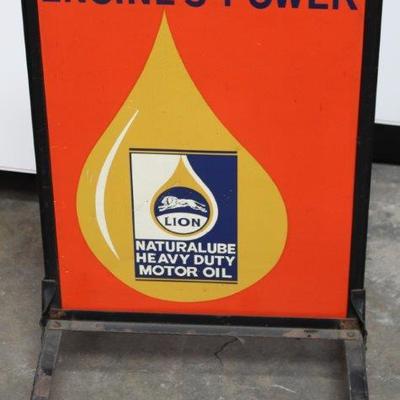 ENGINE'S POWER
LION
NATURALUBE
HEAVY DUTY
MOTOR OIL